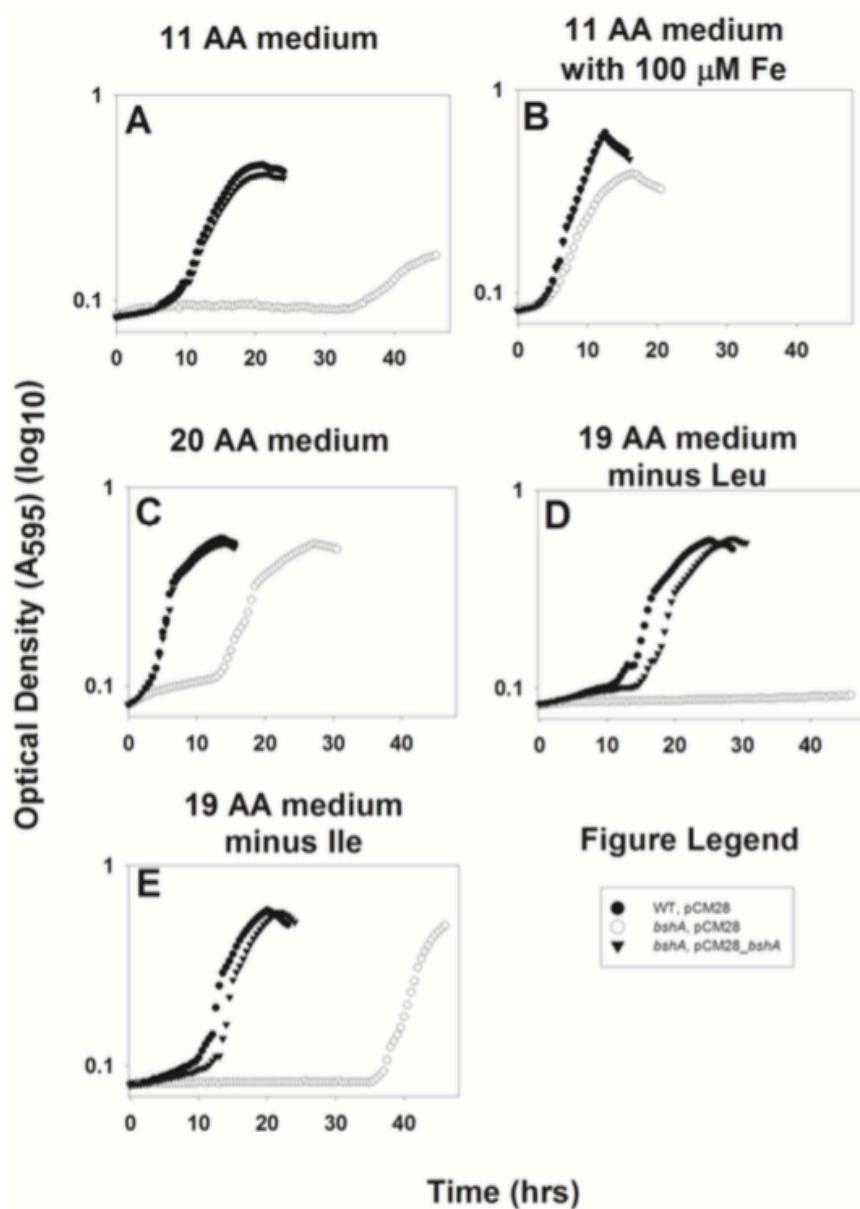 11 AA medium
11 AA medium
with 100 μM Fe
A
1
0.1
0 10 20 30 40
B
1
0.1
0 20 40
20 AA medium
19 AA medium
minus Leu
C
1
0.1
0 10 20 30 40
D
1
0.1
0 10 20 30 40
19 AA medium
minus Ile
E
1
0.1
0 10 20 30 40
Figure Legend
WT, pCM28
bshA, pCM28
bshA, pCM28_bshA
Optical Density (A595) (log10)
Time (hrs)